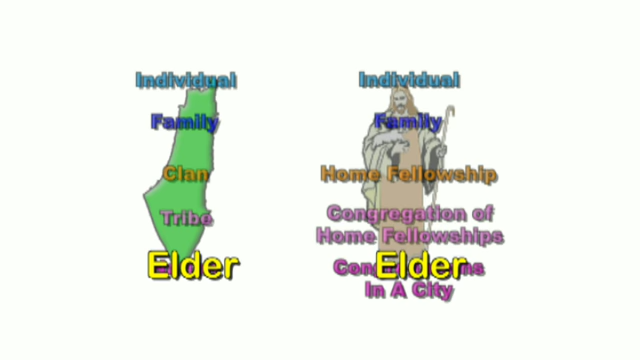 Individual
Family
Clan
Tribe
Elder
Individual
Family
Home Fellowship
Congregation of
Home Fellowships
Elder
In A City